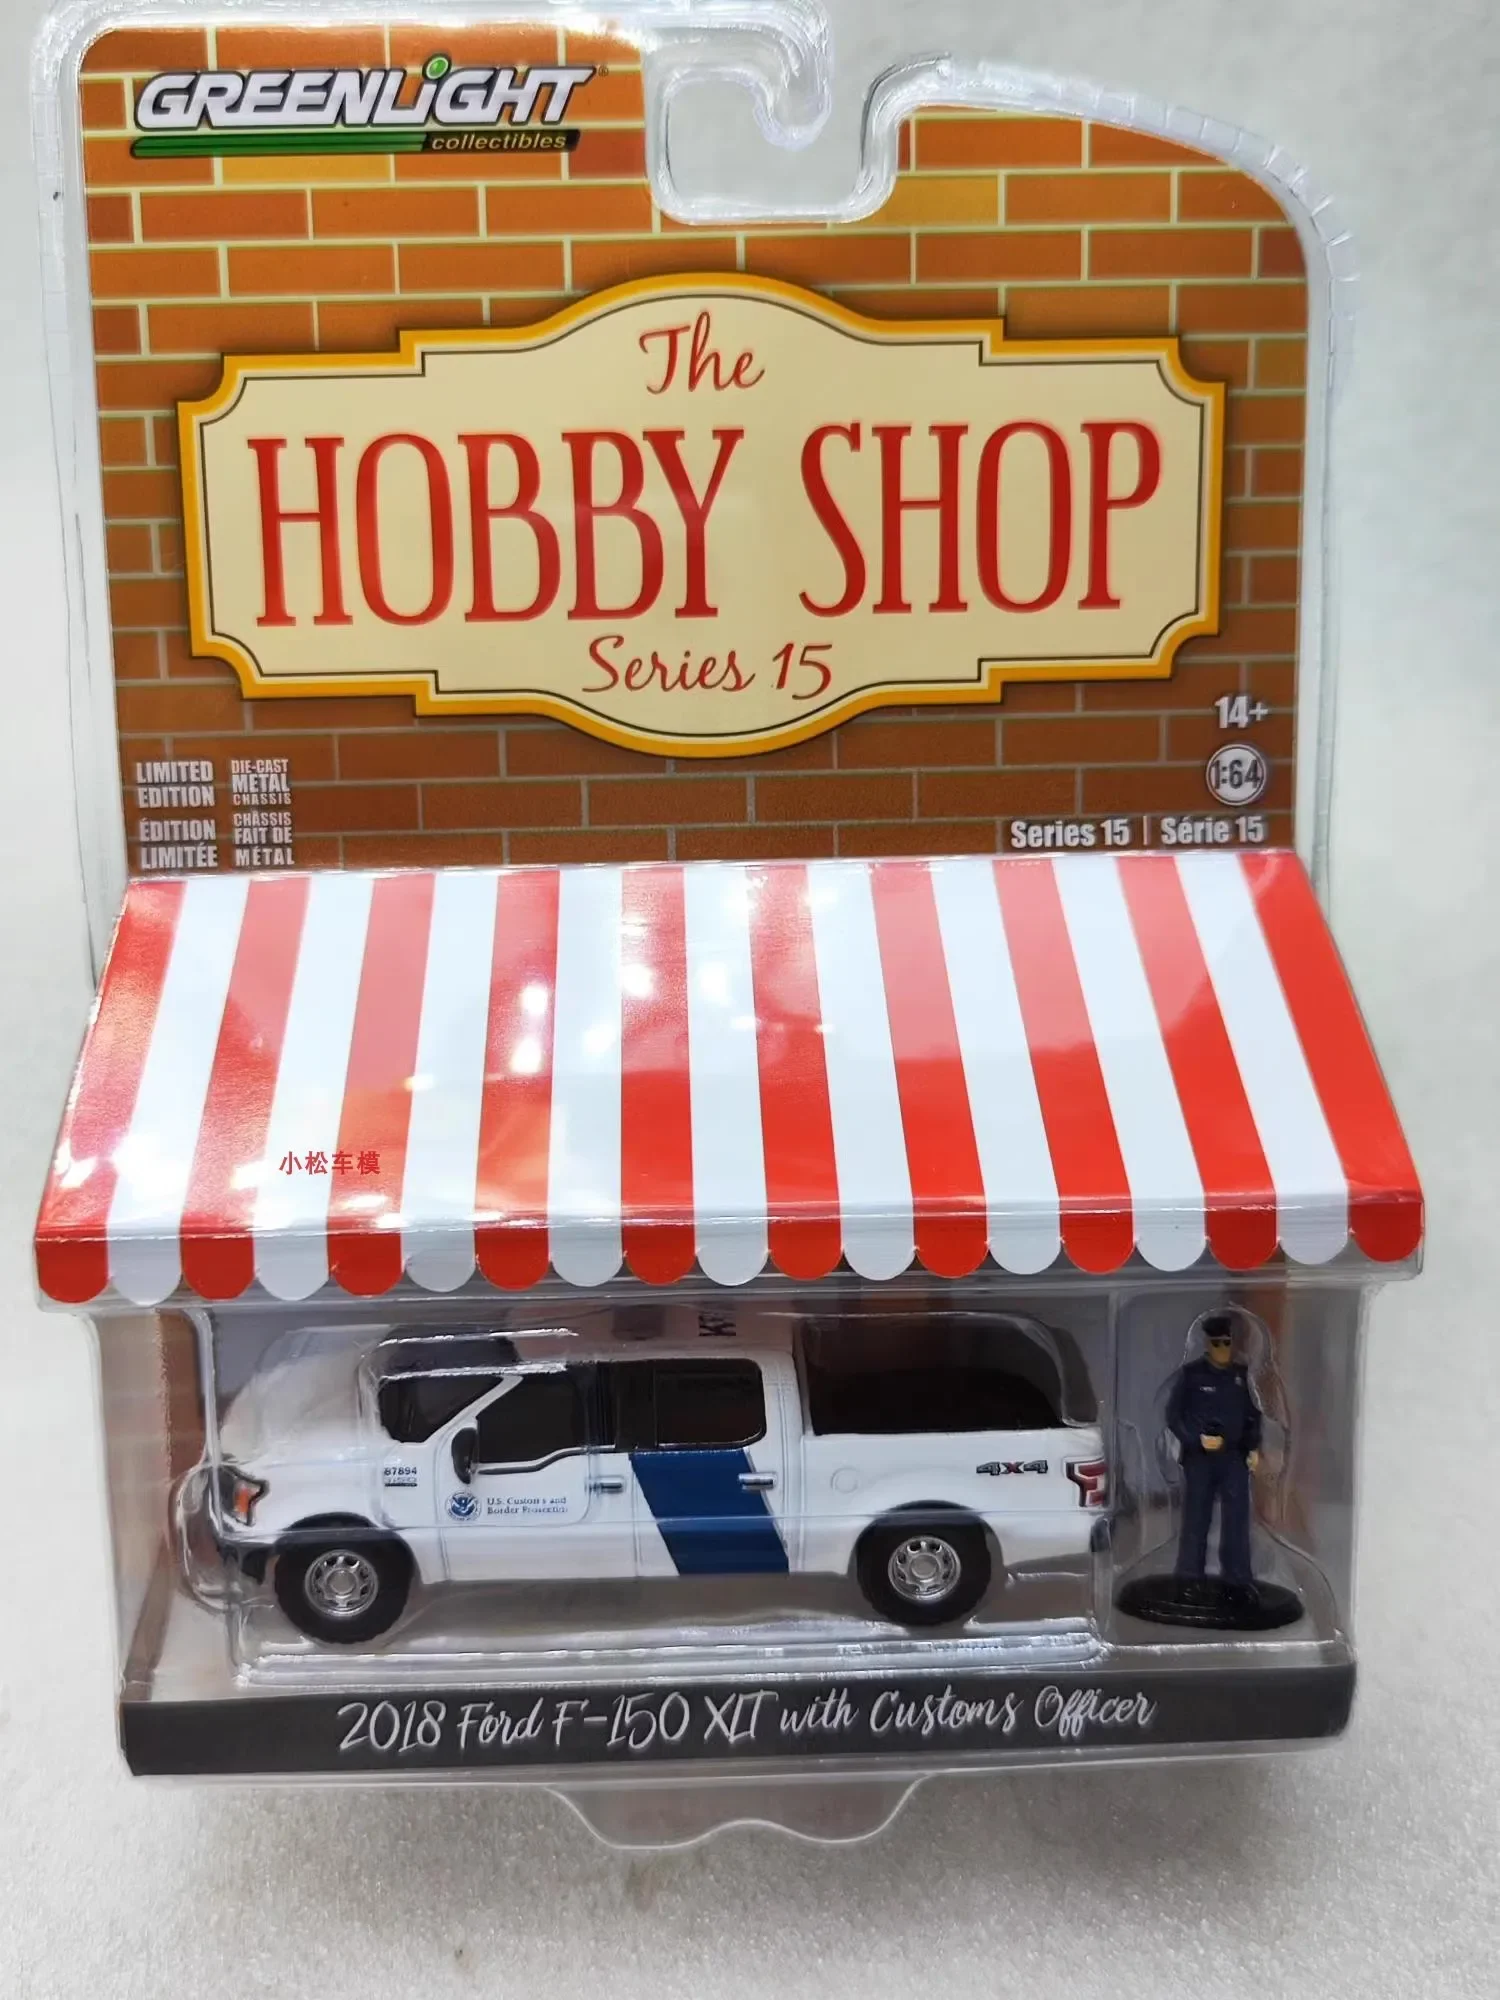 GREENLiGHT®
collectibles
The
HOBBY SHOP
Series 15
14+
1:64
LIMITED
EDITION
ÉDITION
LIMITÉE
DIE-CAST
METAL
CHASSIS
CHÂSSIS
FAIT DE
MÉTAL
Series 15 | Série 15
小松车模
87894
U.S. Customs and
Border Protection
4X4
2018 Ford F-150 XLT with Customs Officer